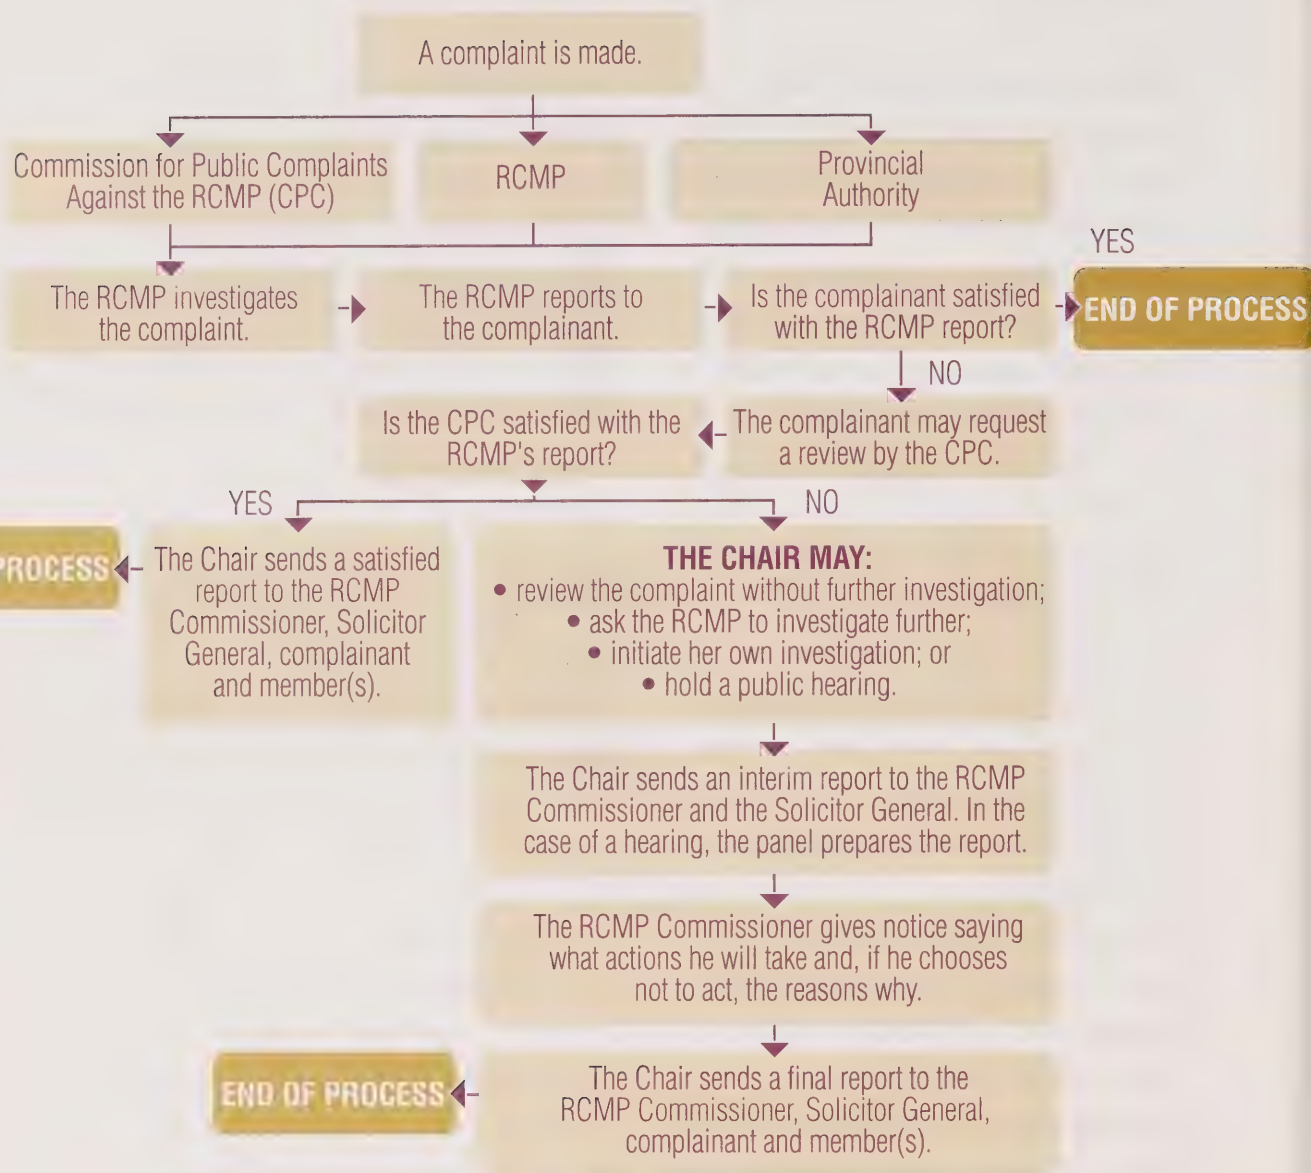 A complaint is made.
Commission for Public Complaints
Against the RCMP (CPC)
RCMP
Provincial
Authority
The RCMP investigates
the complaint.
The RCMP reports to
the complainant.
Is the complainant satisfied
with the RCMP report?
YES
END OF PROCESS
NO
The complainant may request
a review by the CPC.
Is the CPC satisfied with the
RCMP's report?
YES
NO
PROCESS
The Chair sends a satisfied
report to the RCMP
Commissioner, Solicitor
General, complainant
and member(s).
THE CHAIR MAY:
• review the complaint without further investigation;
• ask the RCMP to investigate further;
• initiate her own investigation; or
• hold a public hearing.
The Chair sends an interim report to the RCMP
Commissioner and the Solicitor General. In the
case of a hearing, the panel prepares the report.
The RCMP Commissioner gives notice saying
what actions he will take and, if he chooses
not to act, the reasons why.
The Chair sends a final report to the
RCMP Commissioner, Solicitor General,
complainant and member(s).
END OF PROCESS